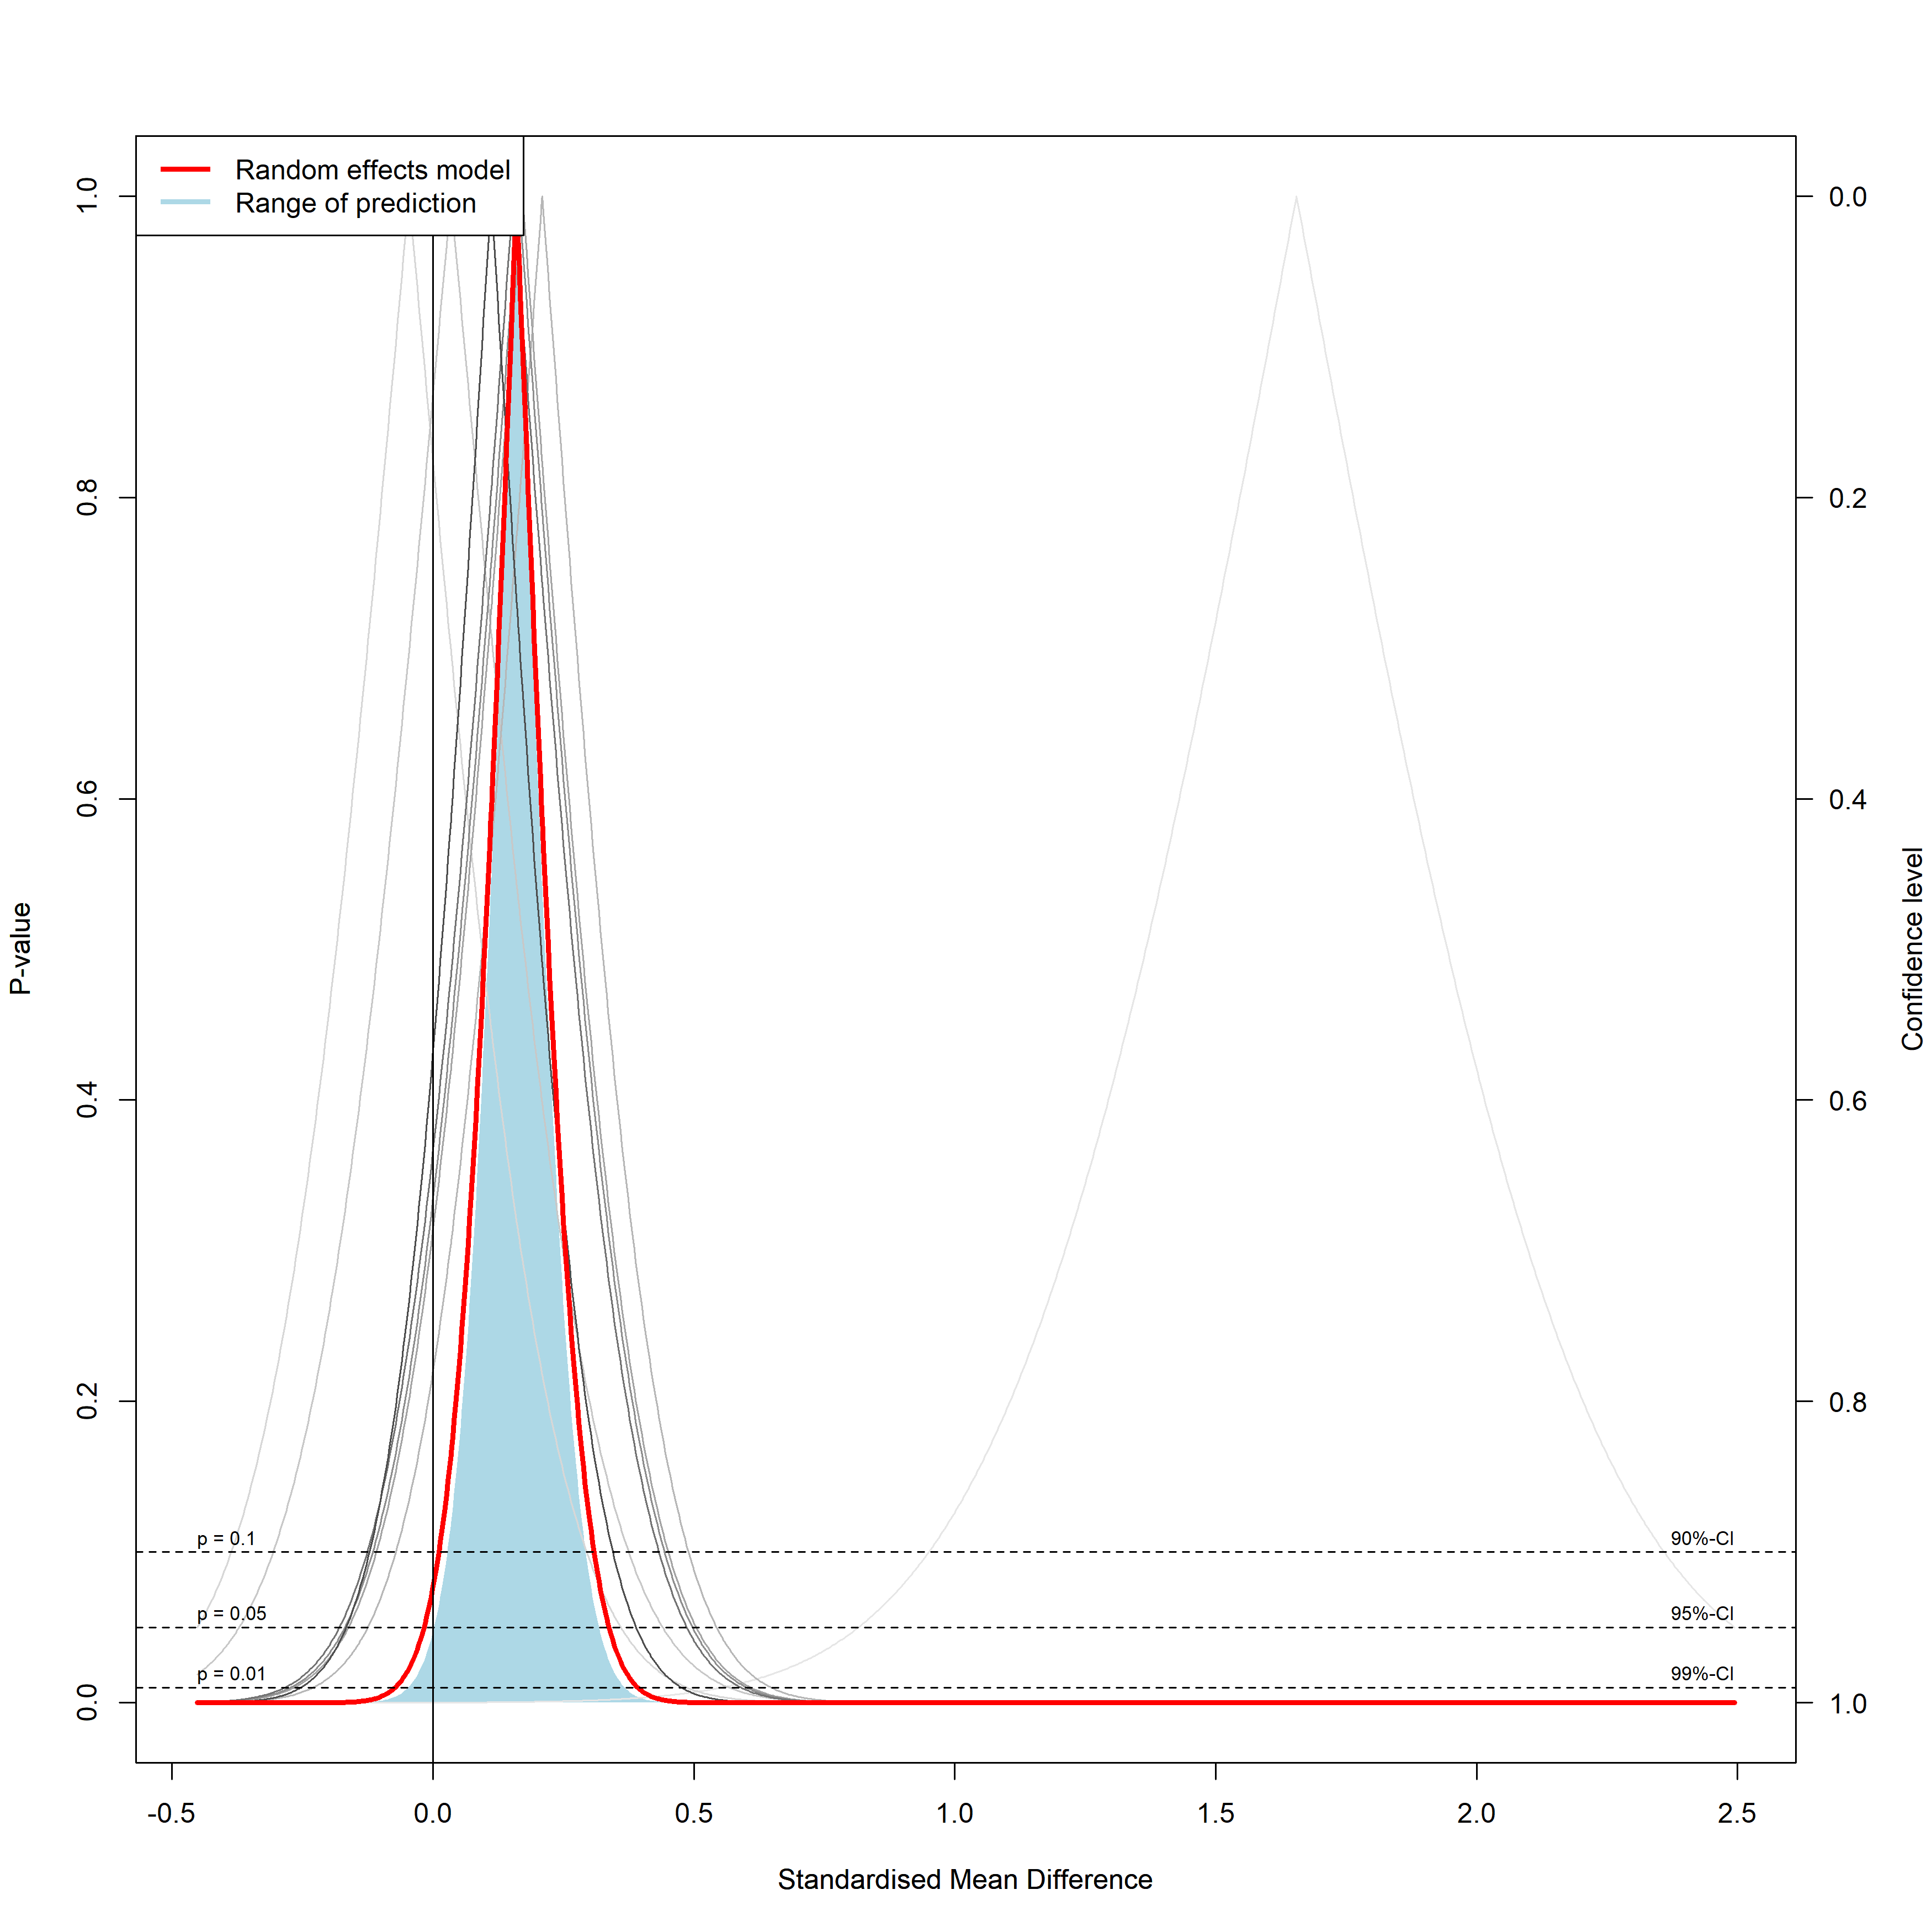 Random effects model
Range of prediction
1.0
0.8
0.6
0.4
0.2
0.0
P-value
0.0
0.2
0.4
0.6
0.8
1.0
Confidence level
p = 0.1
90%-CI
p = 0.05
95%-CI
p = 0.01
99%-CI
-0.5
0.0
0.5
1.0
1.5
2.0
2.5
Standardised Mean Difference